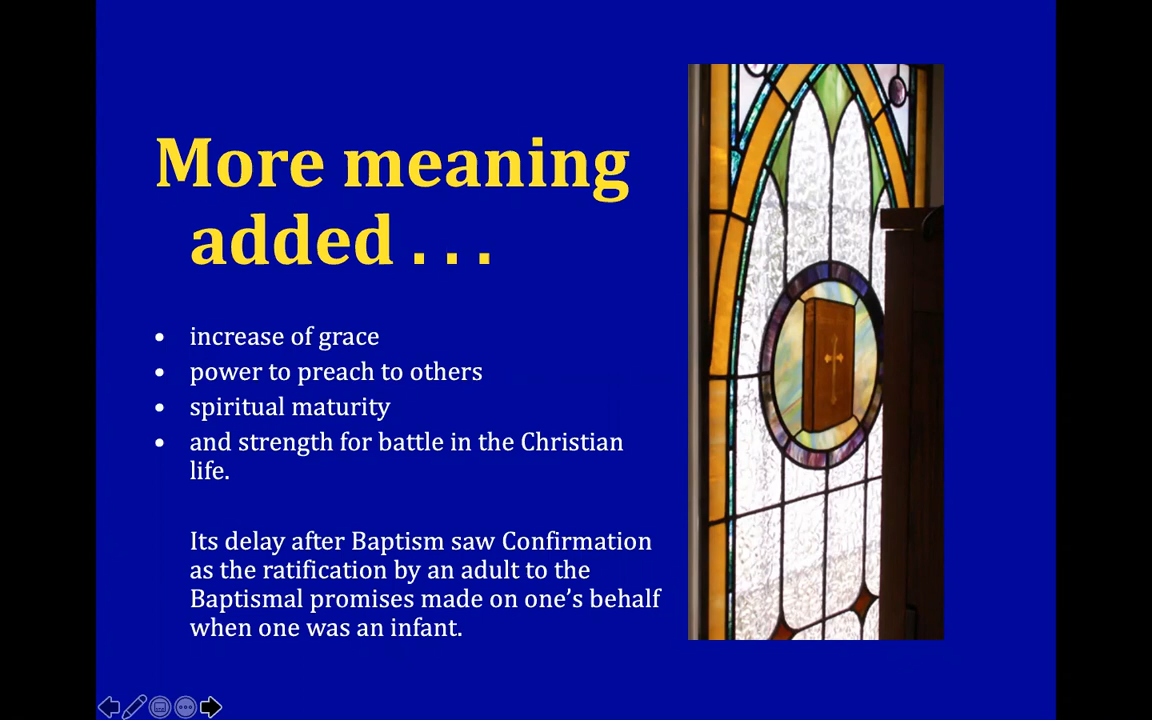 More meaning
added . . .
• increase of grace
• power to preach to others
• spiritual maturity
• and strength for battle in the Christian
life.
Its delay after Baptism saw Confirmation
as the ratification by an adult to the
Baptismal promises made on one’s behalf
when one was an infant.